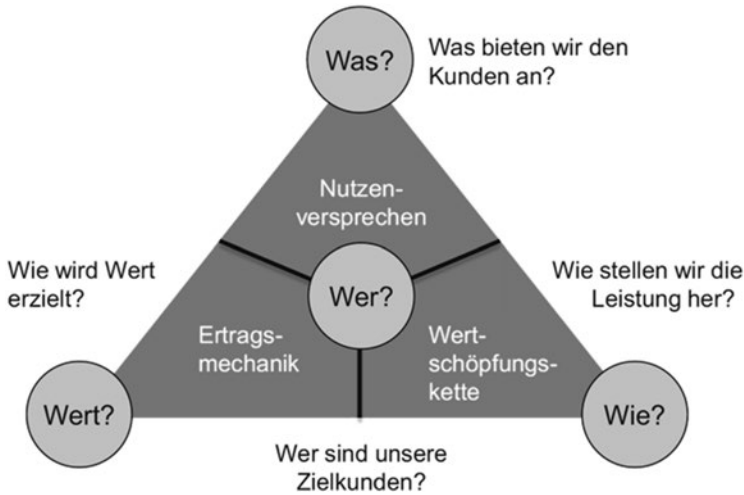 Was?
Was bieten wir den
Kunden an?
Nutzen-
versprechen
Wie wird Wert
erzielt?
Wer?
Wie stellen wir die
Leistung her?
Ertrags-
mechanik
Wert-
schöpfungs-
kette
Wert?
Wie?
Wer sind unsere
Zielkunden?